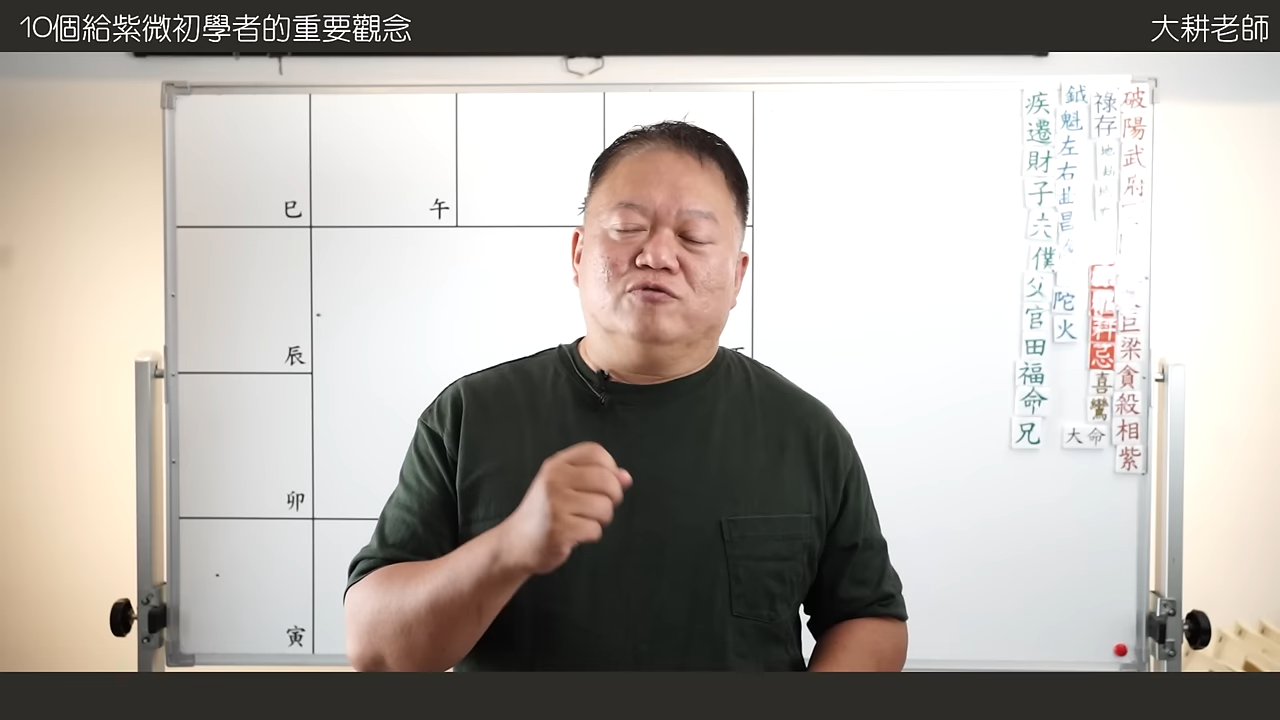 10個給紫微初學者的重要觀念
大耕老師
巳
午
辰
卯
寅
疾遷財子六僕父官田福命兄
鉞魁左右曲昌
陀火
祿存
忌
喜鸞
大命
破陽武府
巨梁貪殺相紫